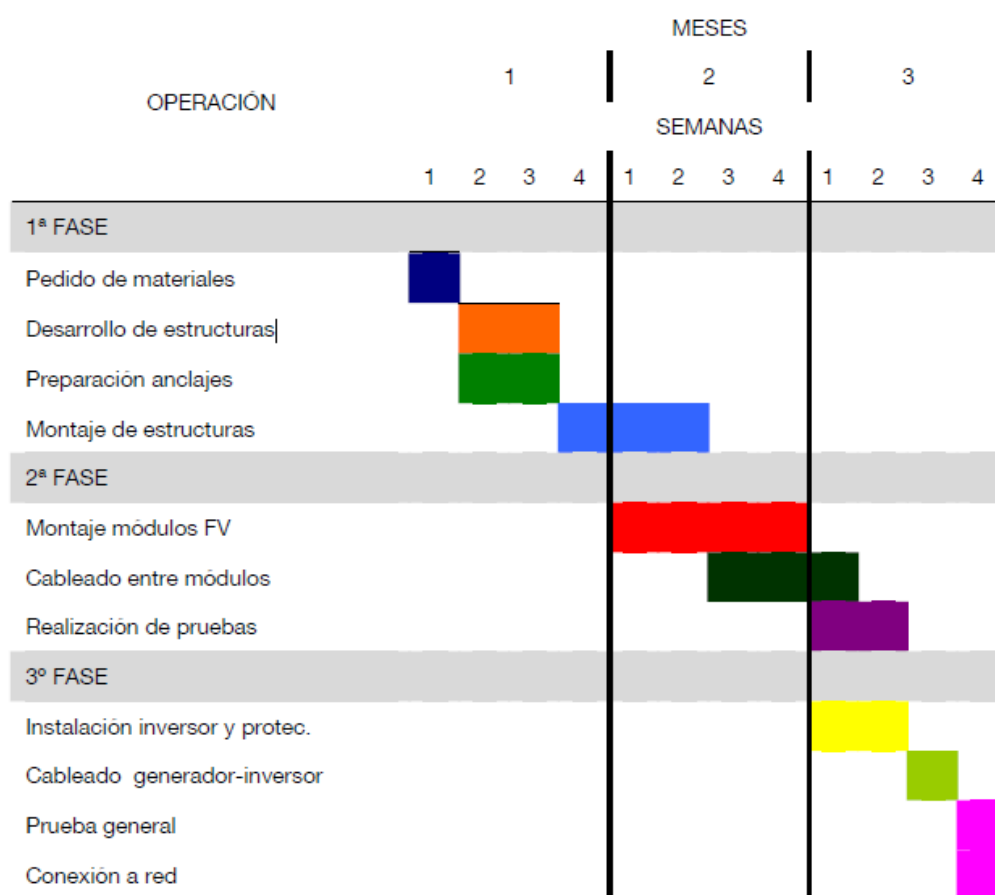 MESES
1 2 3
OPERACIÓN
SEMANAS
1 2 3 4 1 2 3 4 1 2 3 4
1ª FASE
Pedido de materiales
Desarrollo de estructuras
Preparación anclajes
Montaje de estructuras
2ª FASE
Montaje módulos FV
Cableado entre módulos
Realización de pruebas
3º FASE
Instalación inversor y protec.
Cableado generador-inversor
Prueba general
Conexión a red